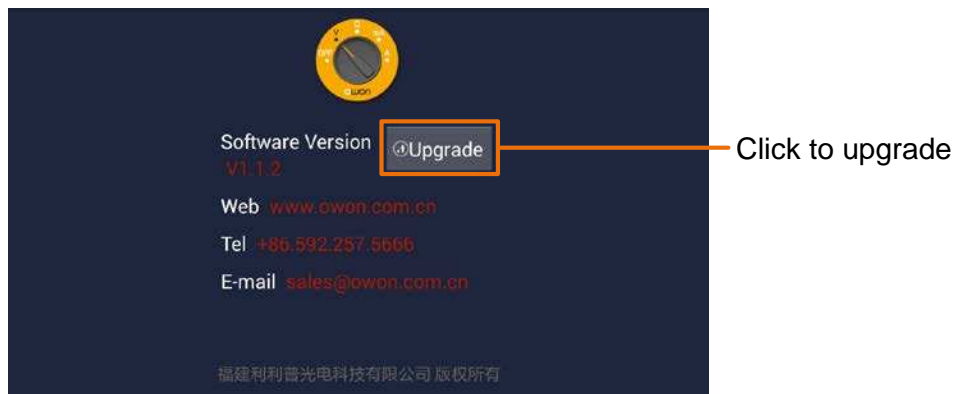 owon
Software Version
Upgrade
V1.1.2
Web www.owon.com.cn
Tel +86.592.257.5666
E-mail sales@owon.com.cn
福建利利普光电科技有限公司 版权所有
Click to upgrade